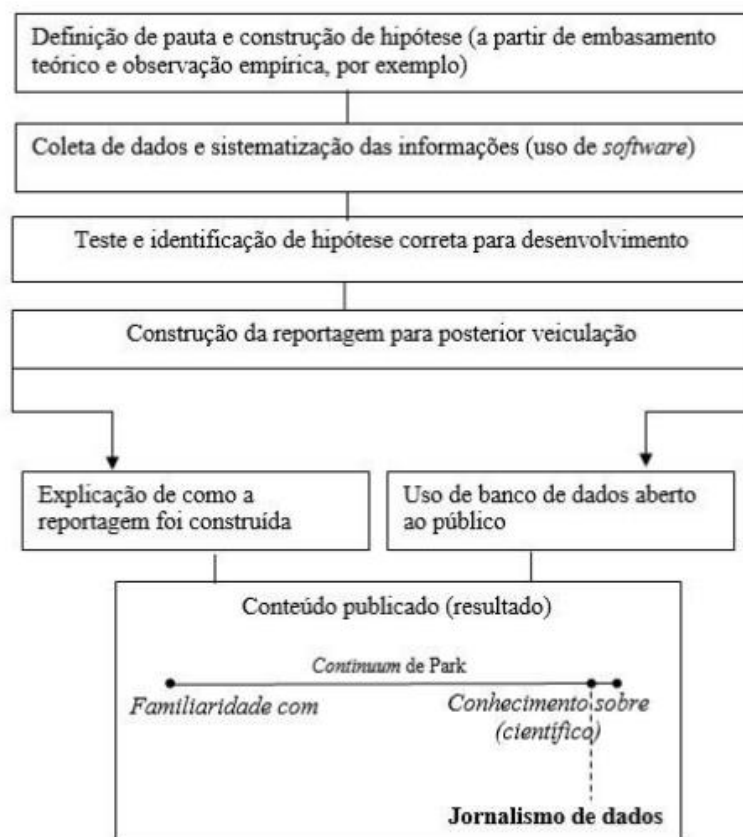 Definição de pauta e construção de hipótese (a partir de embasamento
teórico e observação empírica, por exemplo)
Coleta de dados e sistematização das informações (uso de software)
Teste e identificação de hipótese correta para desenvolvimento
Construção da reportagem para posterior veiculação
Explicação de como a
reportagem foi construída
Uso de banco de dados aberto
ao público
Conteúdo publicado (resultado)
Continuum de Park
Familiaridade com
Conhecimento sobre
(científico)
Jornalismo de dados